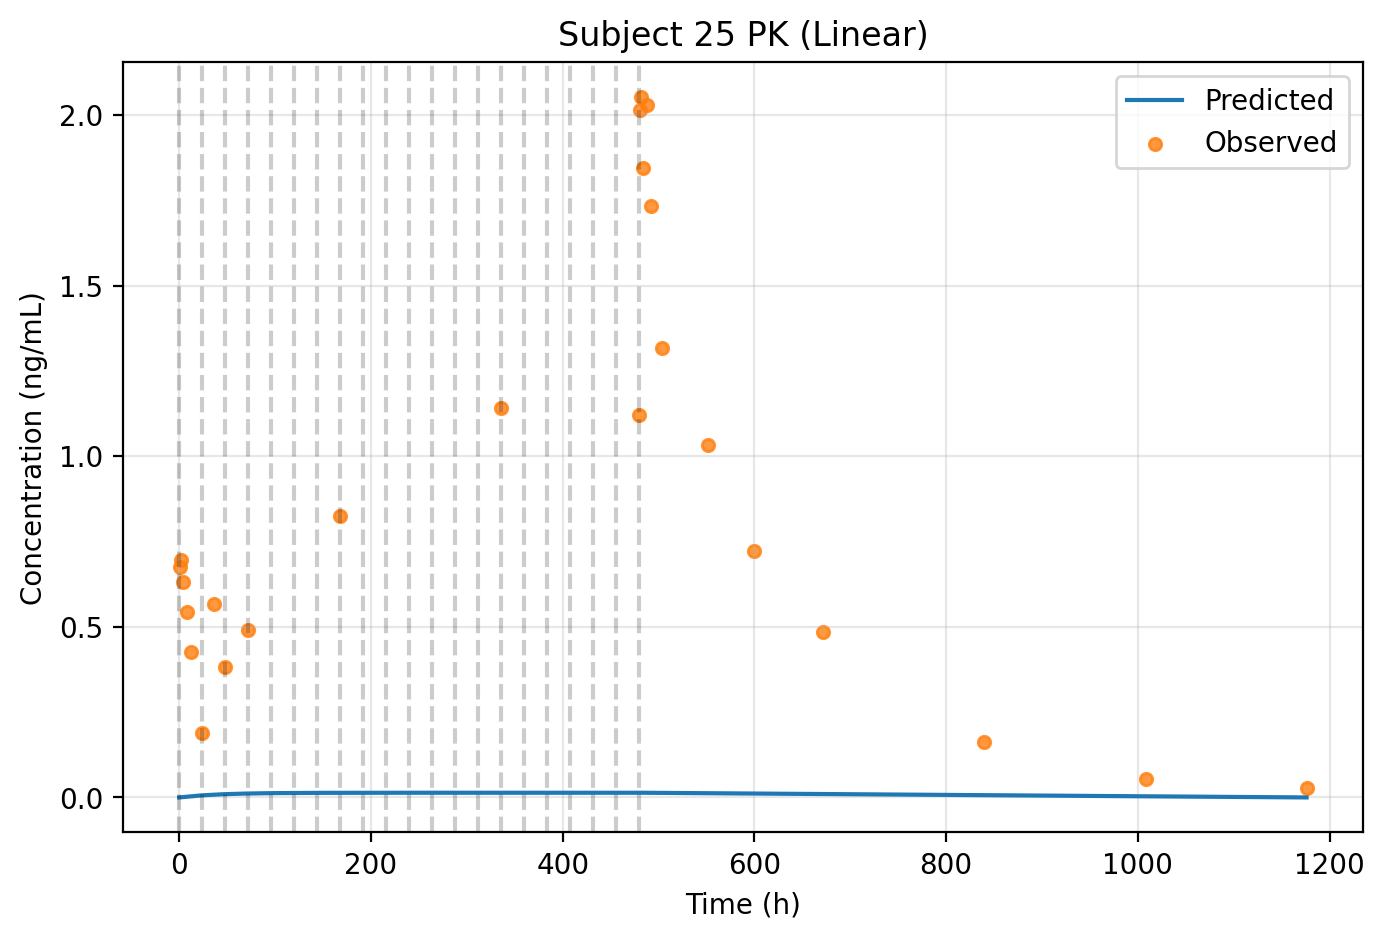 Subject 25 PK (Linear)
Predicted
Observed
Concentration (ng/mL)
2.0
1.5
1.0
0.5
0.0
0 200 400 600 800 1000 1200
Time (h)